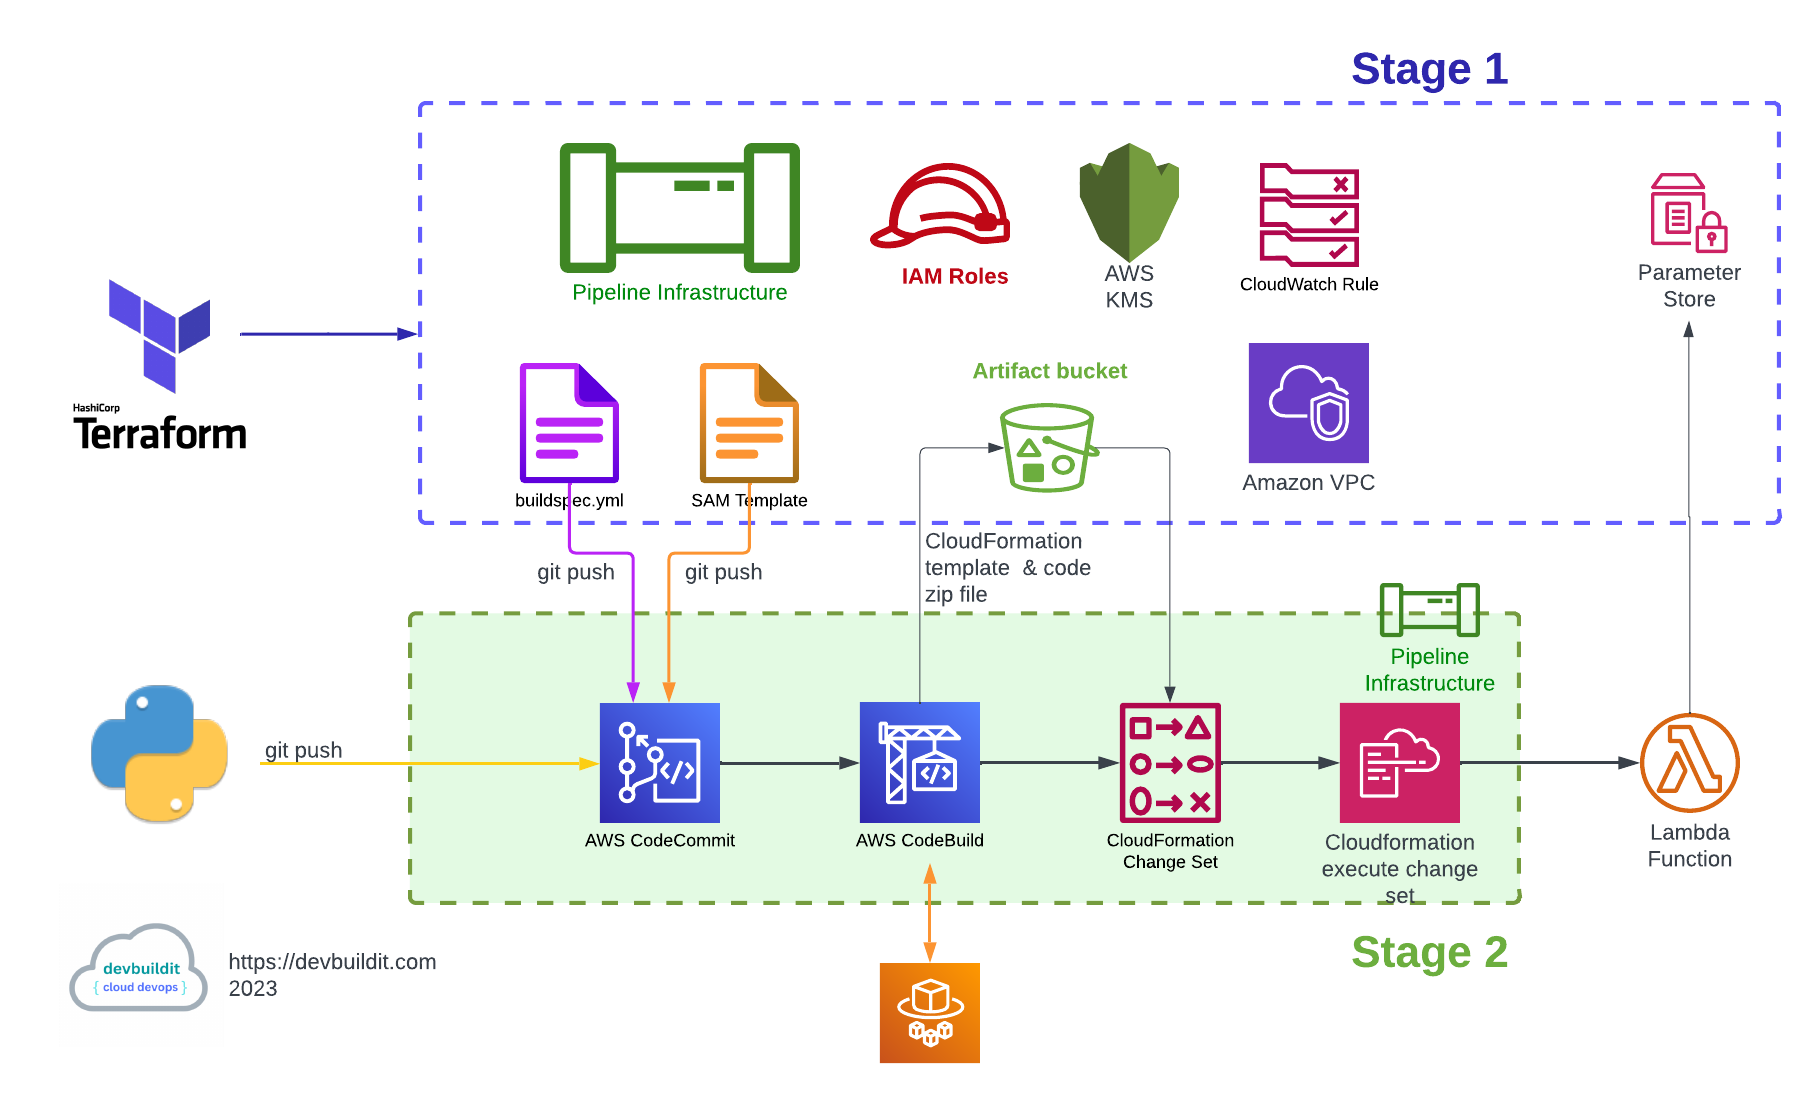 Stage 1
Pipeline Infrastructure
IAM Roles
AWS
KMS
CloudWatch Rule
Parameter
Store
HashiCorp
Terraform
buildspec.yml
SAM Template
Artifact bucket
Amazon VPC
git push
git push
CloudFormation
template & code
zip file
Pipeline
Infrastructure
git push
AWS CodeCommit
AWS CodeBuild
CloudFormation
Change Set
Cloudformation
execute change
set
Lambda
Function
Stage 2
devbuildit
{ cloud devops }
https://devbuildit.com
2023